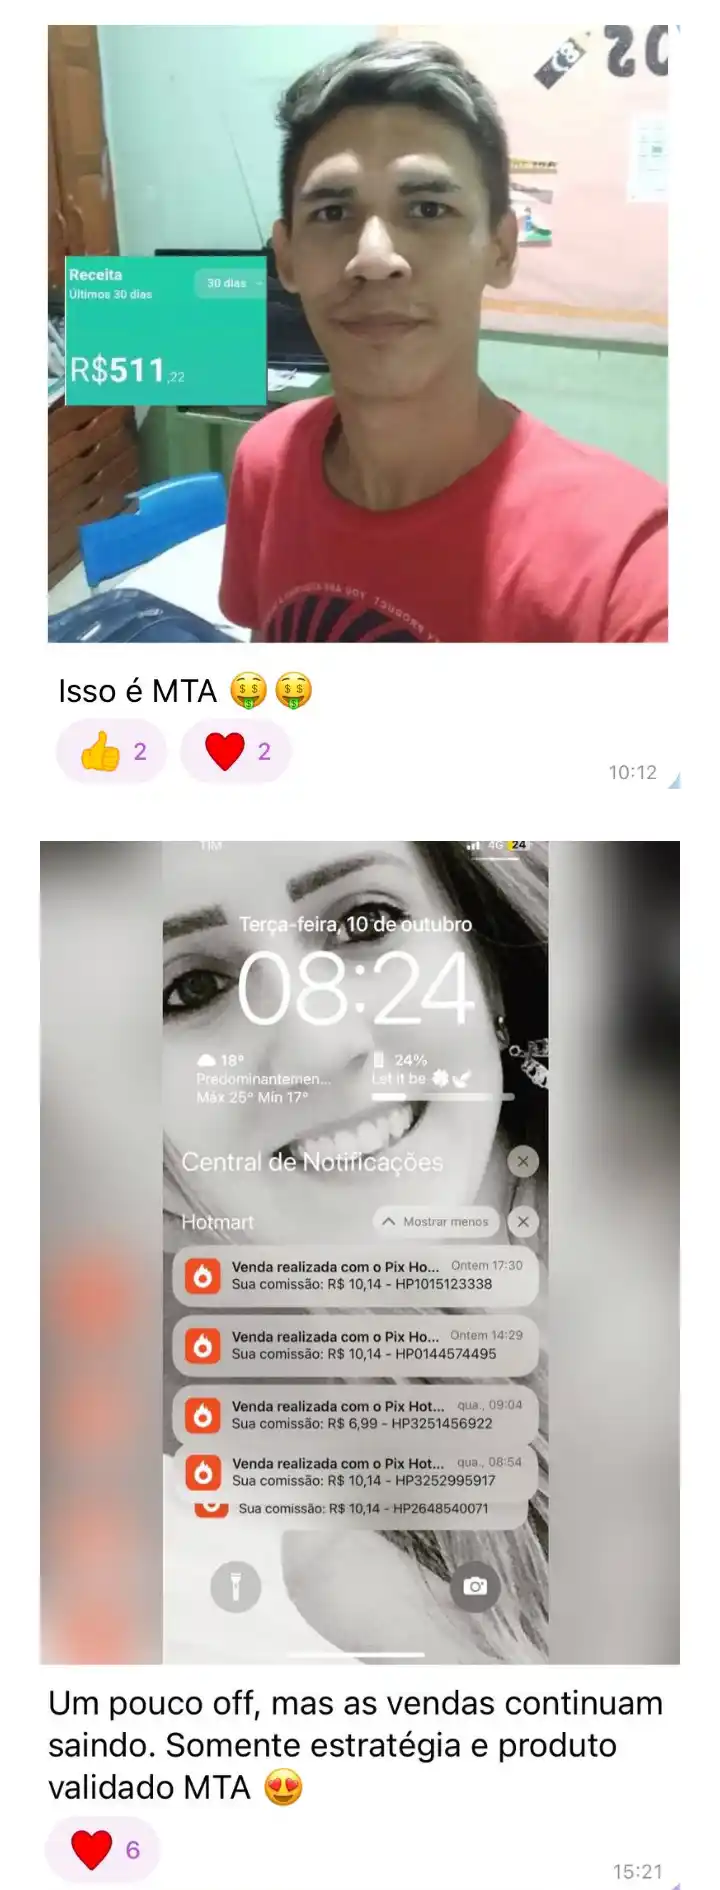 Receita
30 dias
Últimos 30 dias
R$511,22
Isso é MTA 🤑🤑
👍 2 ❤️ 2
10:12
TIM
4G 24
Terça-feira, 10 de outubro
08:24
18°
24%
Predominantemen...
Let it be 🍀🌱
Máx 25° Mín 17°
Central de Notificações
Hotmart
Mostrar menos
Venda realizada com o Pix Ho... Ontem 17:30
Sua comissão: R$ 10,14 - HP1015123338
Venda realizada com o Pix Ho... Ontem 14:29
Sua comissão: R$ 10,14 - HP0144574495
Venda realizada com o Pix Hot... qua., 09:04
Sua comissão: R$ 6,99 - HP3251456922
Venda realizada com o Pix Hot... qua., 08:54
Sua comissão: R$ 10,14 - HP3252995917
Sua comissão: R$ 10,14 - HP2648540071
Um pouco off, mas as vendas continuam
saindo. Somente estratégia e produto
validado MTA 😍
❤️ 6
15:21